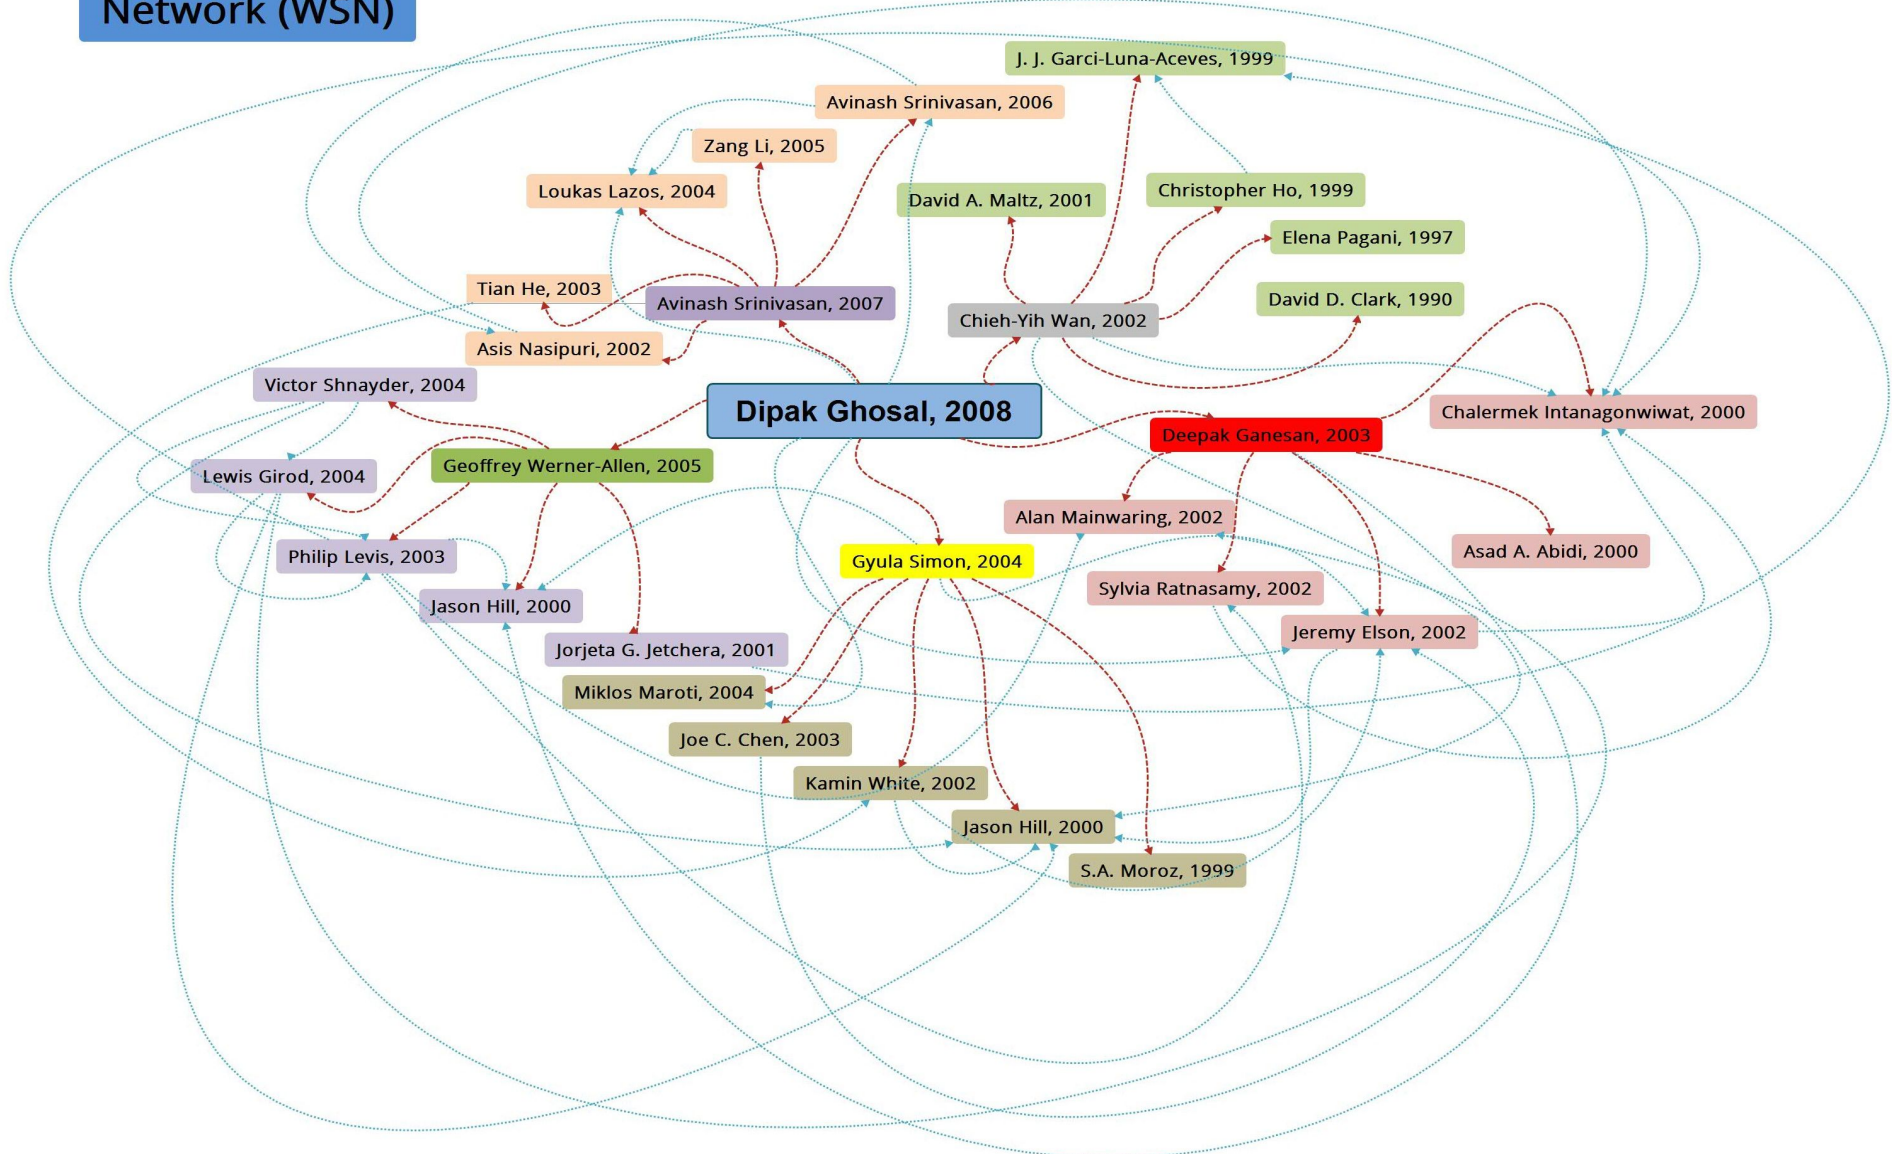 Network (WSN)
J. J. Garci-Luna-Aceves, 1999
Avinash Srinivasan, 2006
Zang Li, 2005
Loukas Lazos, 2004
David A. Maltz, 2001
Christopher Ho, 1999
Elena Pagani, 1997
Tian He, 2003
Avinash Srinivasan, 2007
David D. Clark, 1990
Chieh-Yih Wan, 2002
Asis Nasipuri, 2002
Victor Shnayder, 2004
Dipak Ghosal, 2008
Chalermek Intanagonwiwat, 2000
Deepak Ganesan, 2003
Geoffrey Werner-Allen, 2005
Lewis Girod, 2004
Alan Mainwaring, 2002
Philip Levis, 2003
Gyula Simon, 2004
Asad A. Abidi, 2000
Sylvia Ratnasamy, 2002
Jason Hill, 2000
Jeremy Elson, 2002
Jorjeta G. Jetchera, 2001
Miklos Maroti, 2004
Joe C. Chen, 2003
Kamin White, 2002
Jason Hill, 2000
S.A. Moroz, 1999